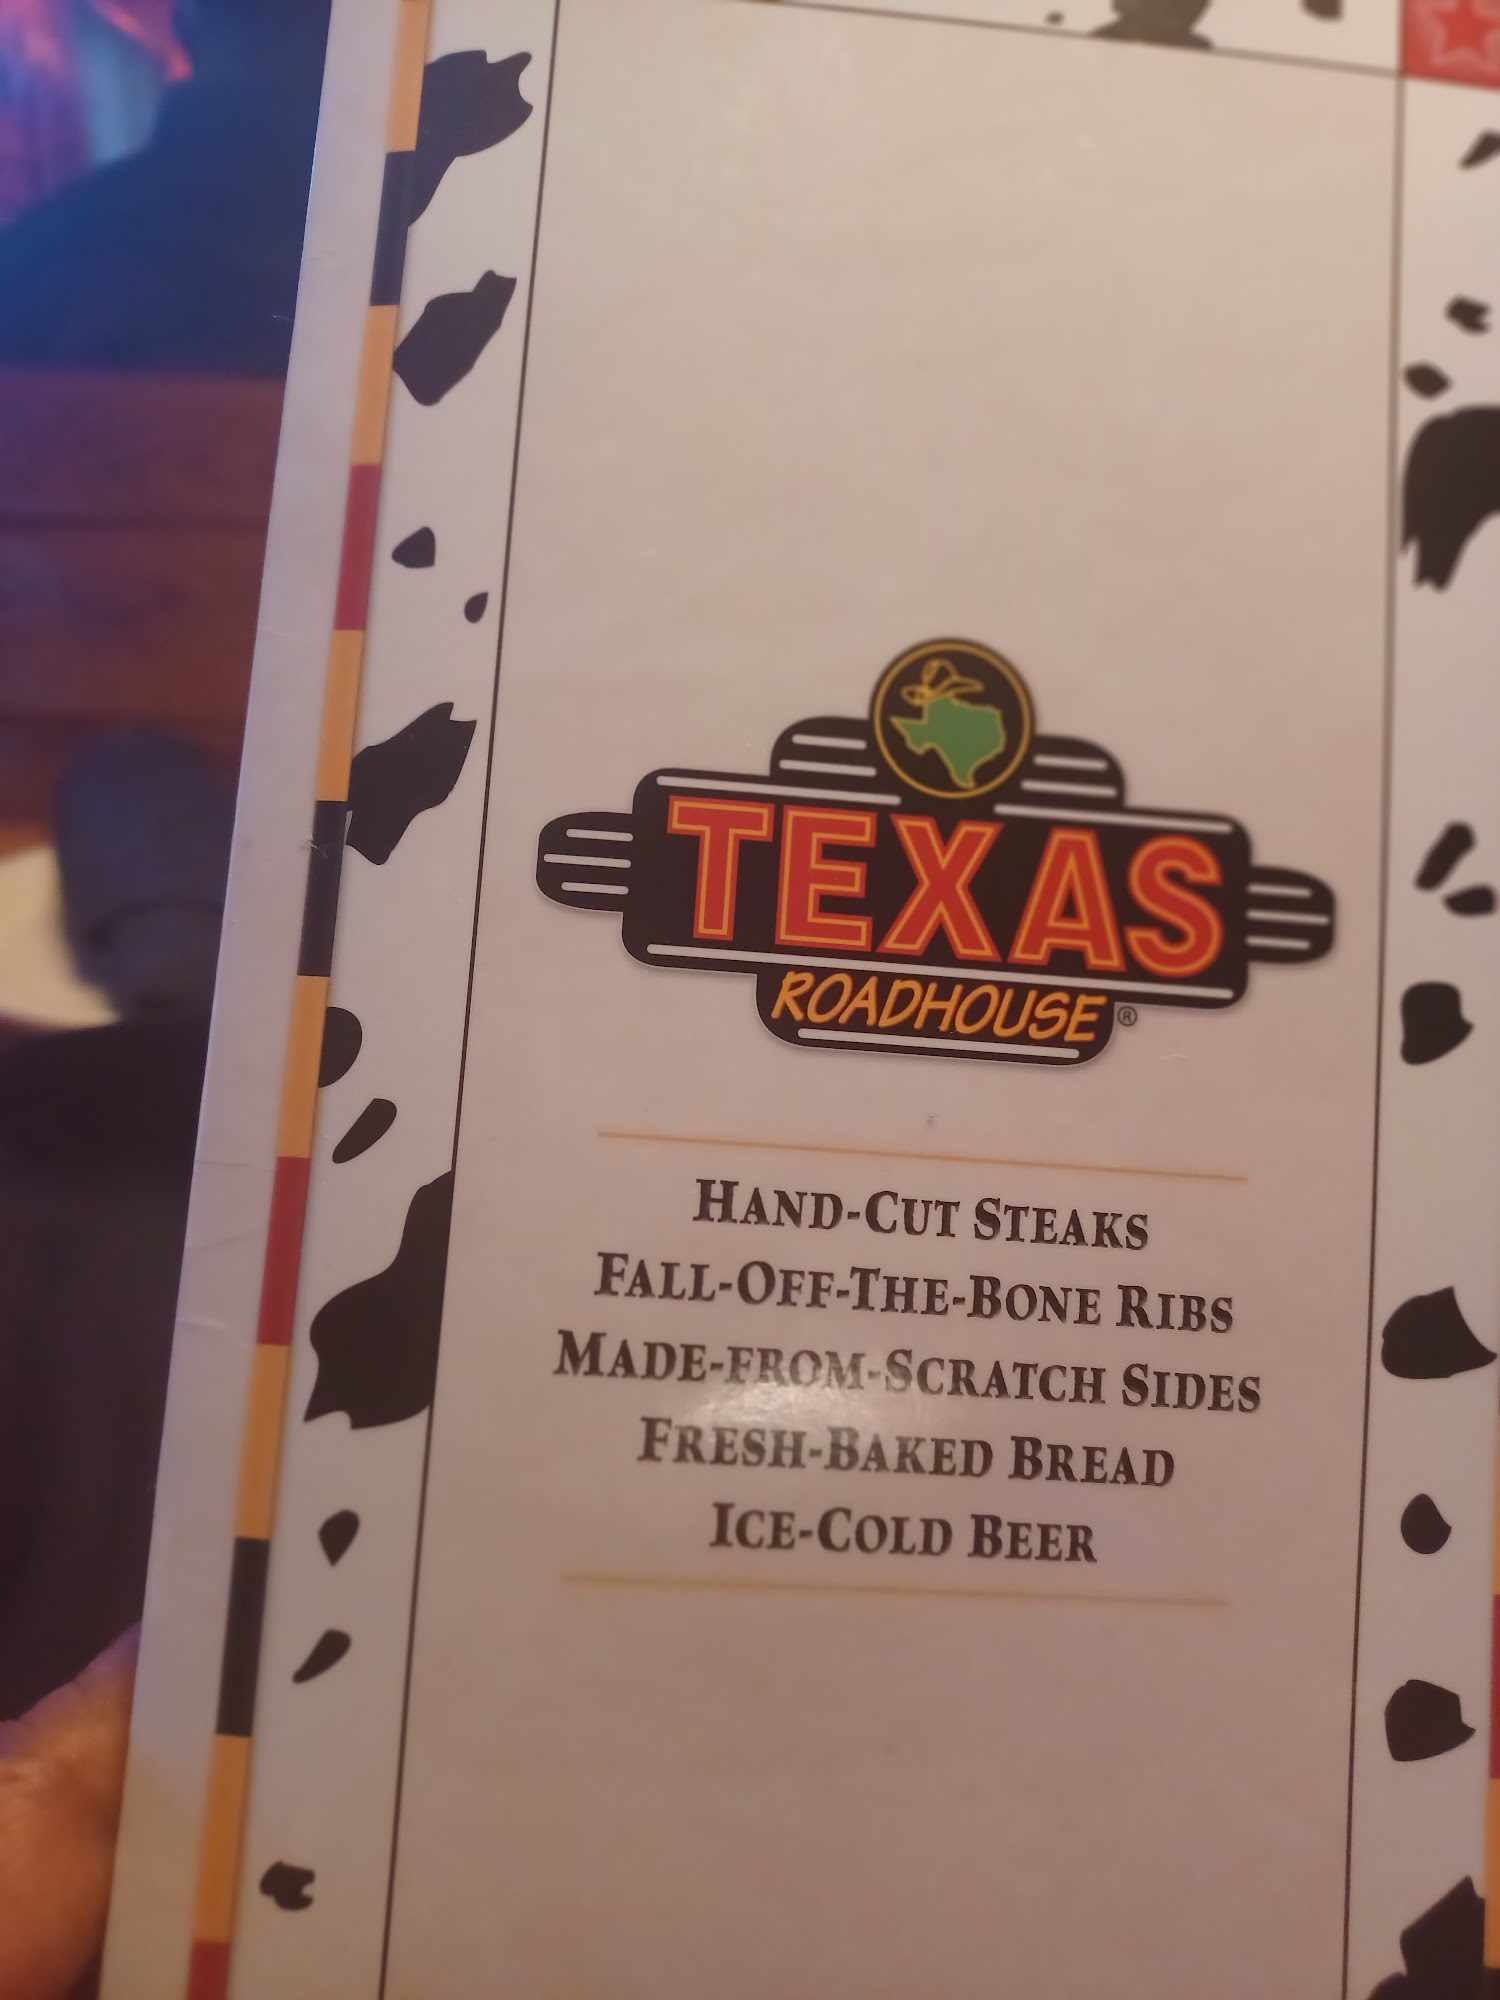 TEXAS
ROADHOUSE®
HAND-CUT STEAKS
FALL-OFF-THE-BONE RIBS
MADE-FROM-SCRATCH SIDES
FRESH-BAKED BREAD
ICE-COLD BEER